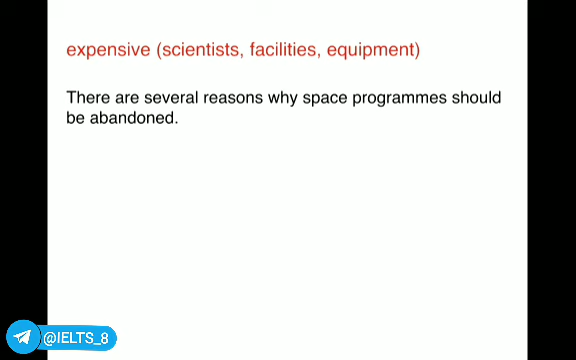 expensive (scientists, facilities, equipment)
There are several reasons why space programmes should
be abandoned.
@IELTS_8